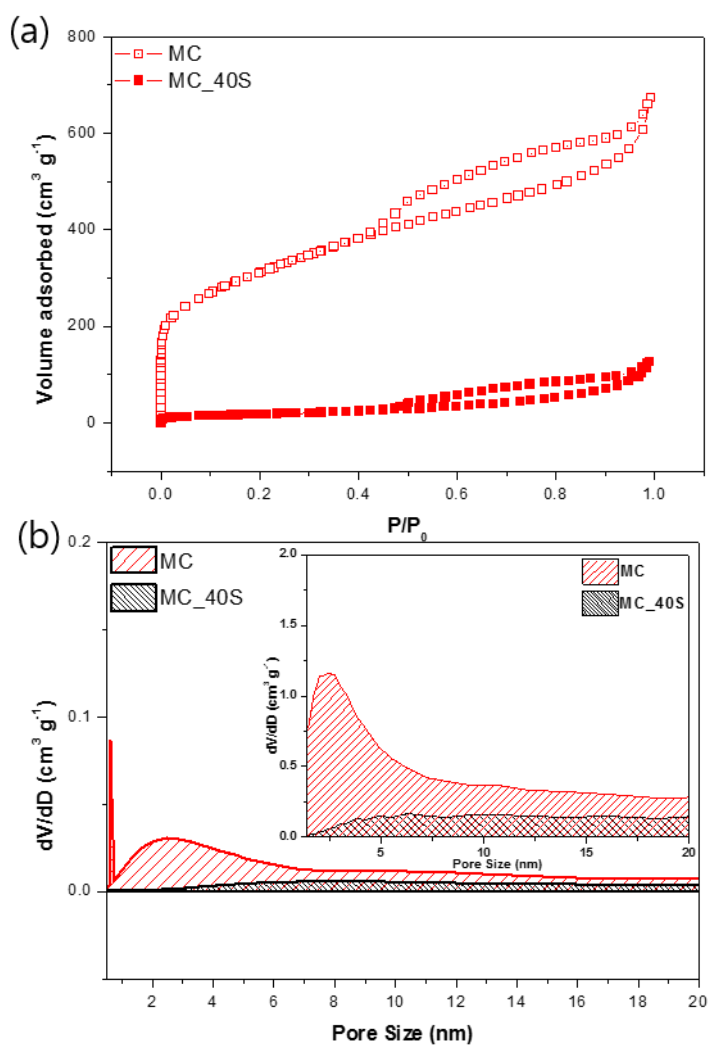 (a)
800
600
400
200
0
MC
MC_40S
Volume adsorbed (cm³ g⁻¹)
0.0 0.2 0.4 0.6 0.8 1.0
P/P₀
(b)
0.2
0.1
0.0
MC
MC_40S
dV/dD (cm³ g⁻¹)
2.0
1.5
1.0
0.5
0.0
MC
MC_40S
dV/dD (cm³ g⁻¹)
5 10 15 20
Pore Size (nm)
2 4 6 8 10 12 14 16 18 20
Pore Size (nm)